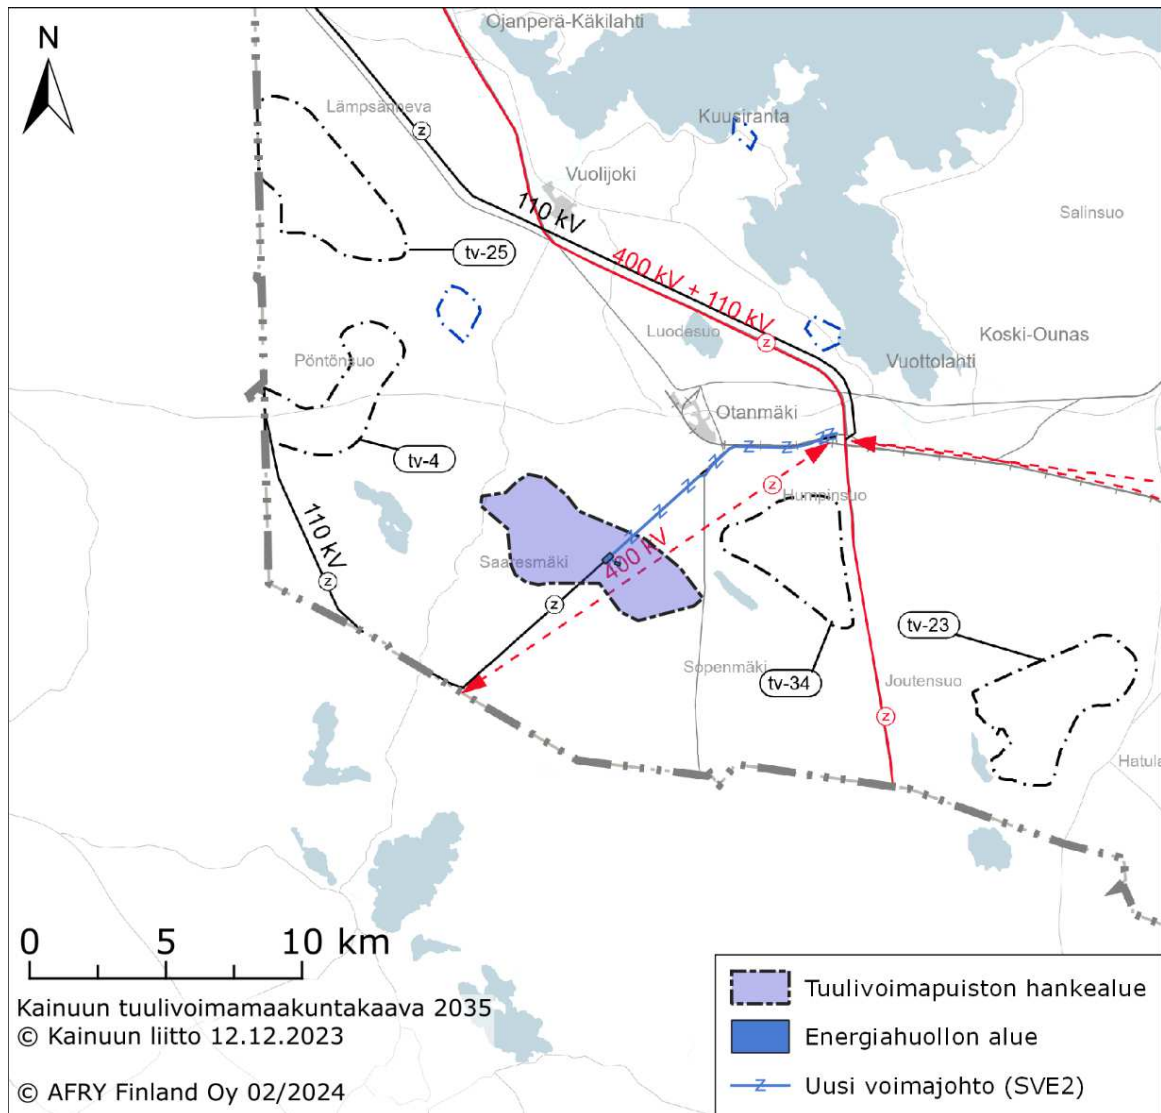 Ojanperä-Käkilahti
N
Lämpsänneva
z
Kuusiranta
Vuolijoki
110 kV
Salinsuo
tv-25
400 kV + 110 kV
Luodesuo
z
Koski-Ounas
Pöntönsuo
Vuottolahti
Otanmäki
tv-4
z
z
z
z
z
z
z
z
z
Humpinsuo
110 kV
400 kV
Saaresmäki
z
z
tv-23
Sopenmäki
tv-34
Joutensuo
z
Hatula
0 5 10 km
Kainuun tuulivoimamaakuntakaava 2035
© Kainuun liitto 12.12.2023
© AFRY Finland Oy 02/2024
Tuulivoimapuiston hankealue
Energiahuollon alue
z
Uusi voimajohto (SVE2)